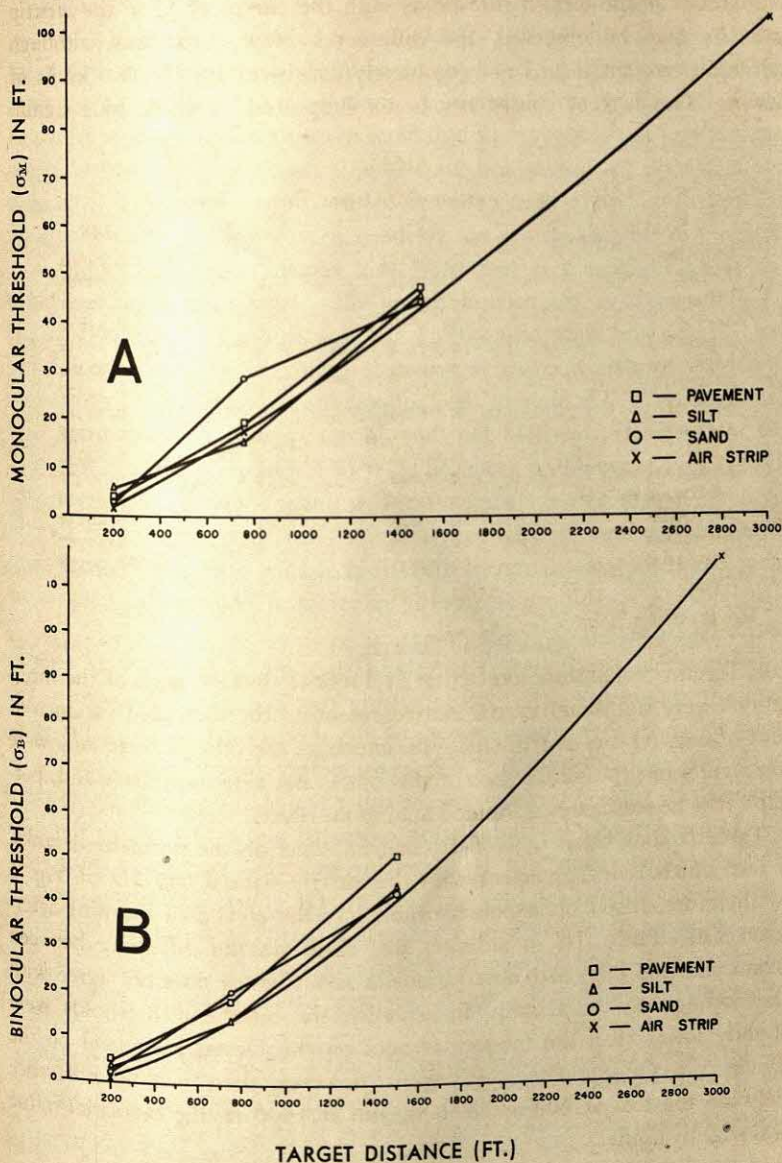 MONOCULAR THRESHOLD (σM) IN FT.
100
90
80
70
60
50
40
30
20
10
0
A
□ — PAVEMENT
△ — SILT
○ — SAND
× — AIR STRIP
200 400 600 800 1000 1200 1400 1600 1800 2000 2200 2400 2600 2800 3000
BINOCULAR THRESHOLD (σB) IN FT.
10
00
90
80
70
60
50
40
30
20
0
0
B
□ — PAVEMENT
△ — SILT
○ — SAND
× — AIR STRIP
200 400 600 800 1000 1200 1400 1600 1800 2000 2200 2400 2600 2800 3000
TARGET DISTANCE (FT.)